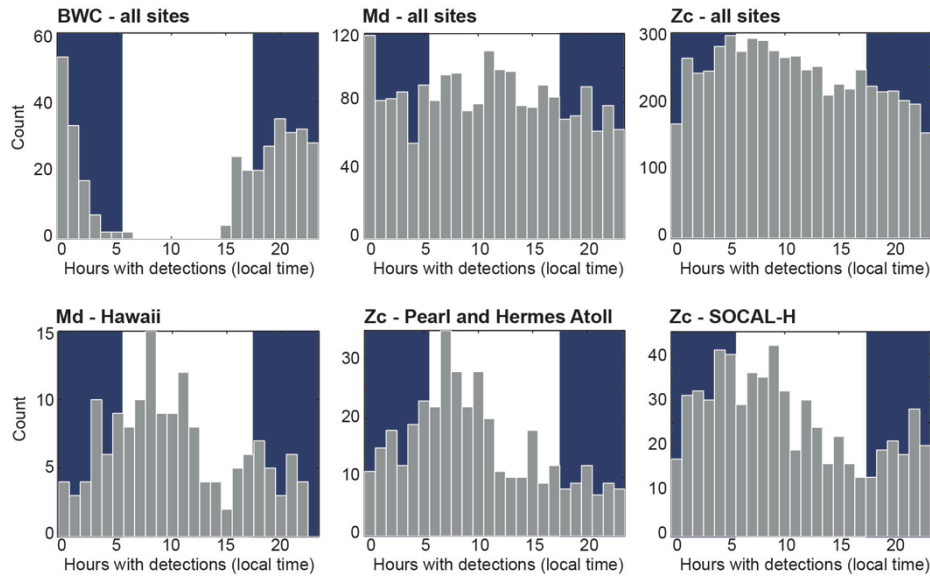 BWC - all sites
60
40
20
0
Count
0 5 10 15 20
Hours with detections (local time)
Md - all sites
120
80
40
0
0 5 10 15 20
Hours with detections (local time)
Zc - all sites
300
200
100
0
0 5 10 15 20
Hours with detections (local time)
Md - Hawaii
15
10
5
0
Count
0 5 10 15 20
Hours with detections (local time)
Zc - Pearl and Hermes Atoll
30
20
10
0
0 5 10 15 20
Hours with detections (local time)
Zc - SOCAL-H
40
30
20
10
0
0 5 10 15 20
Hours with detections (local time)